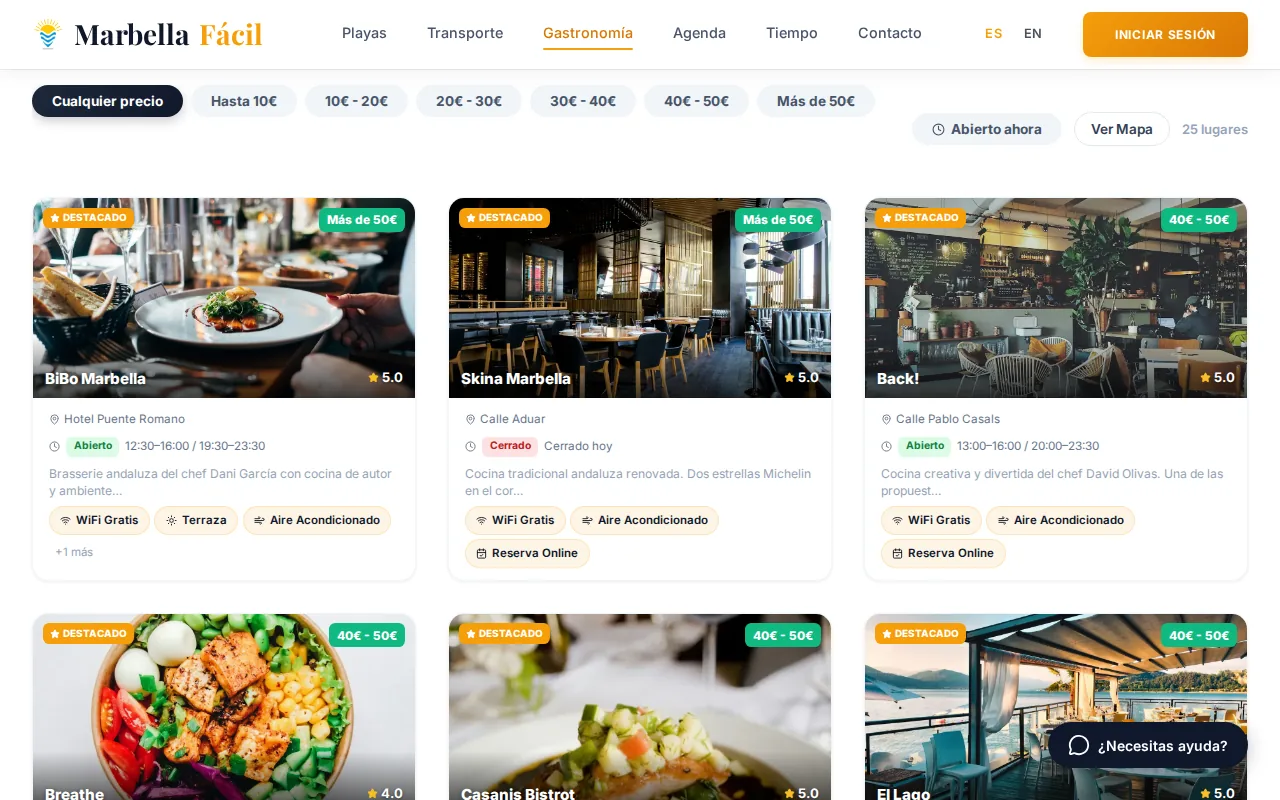 Marbella Fácil
Playas
Transporte
Gastronomía
Agenda
Tiempo
Contacto
ES
EN
INICIAR SESIÓN
Cualquier precio
Hasta 10€
10€ - 20€
20€ - 30€
30€ - 40€
40€ - 50€
Más de 50€
Abierto ahora
Ver Mapa
25 lugares
DESTACADO
Más de 50€
BiBo Marbella
5.0
Hotel Puente Romano
Abierto 12:30–16:00 / 19:30–23:30
Brasserie andaluza del chef Dani García con cocina de autor
y ambiente...
WiFi Gratis
Terraza
Aire Acondicionado
+1 más
DESTACADO
Más de 50€
Skina Marbella
5.0
Calle Aduar
Cerrado Cerrado hoy
Cocina tradicional andaluza renovada. Dos estrellas Michelin
en el cor...
WiFi Gratis
Aire Acondicionado
Reserva Online
DESTACADO
40€ - 50€
Back!
5.0
Calle Pablo Casals
Abierto 13:00–16:00 / 20:00–23:30
Cocina creativa y divertida del chef David Olivas. Una de las
propuest...
WiFi Gratis
Aire Acondicionado
Reserva Online
DESTACADO
40€ - 50€
Breathe
4.0
DESTACADO
40€ - 50€
Casanis Bistrot
5.0
DESTACADO
40€ - 50€
El Lago
5.0
¿Necesitas ayuda?